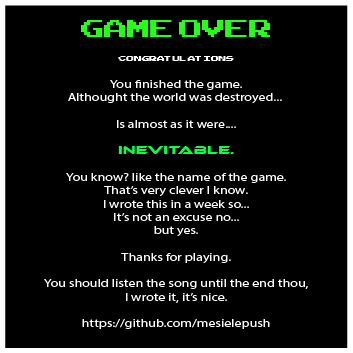 GAME OVER
CONGRATULATIONS
You finished the game.
Althought the world was destroyed...
Is almost as it were....
INEVITABLE.
You know? like the name of the game.
That's very clever I know.
I wrote this in a week so...
It's not an excuse no...
but yes.
Thanks for playing.
You should listen the song until the end thou,
I wrote it, it's nice.
https://github.com/mesielepush